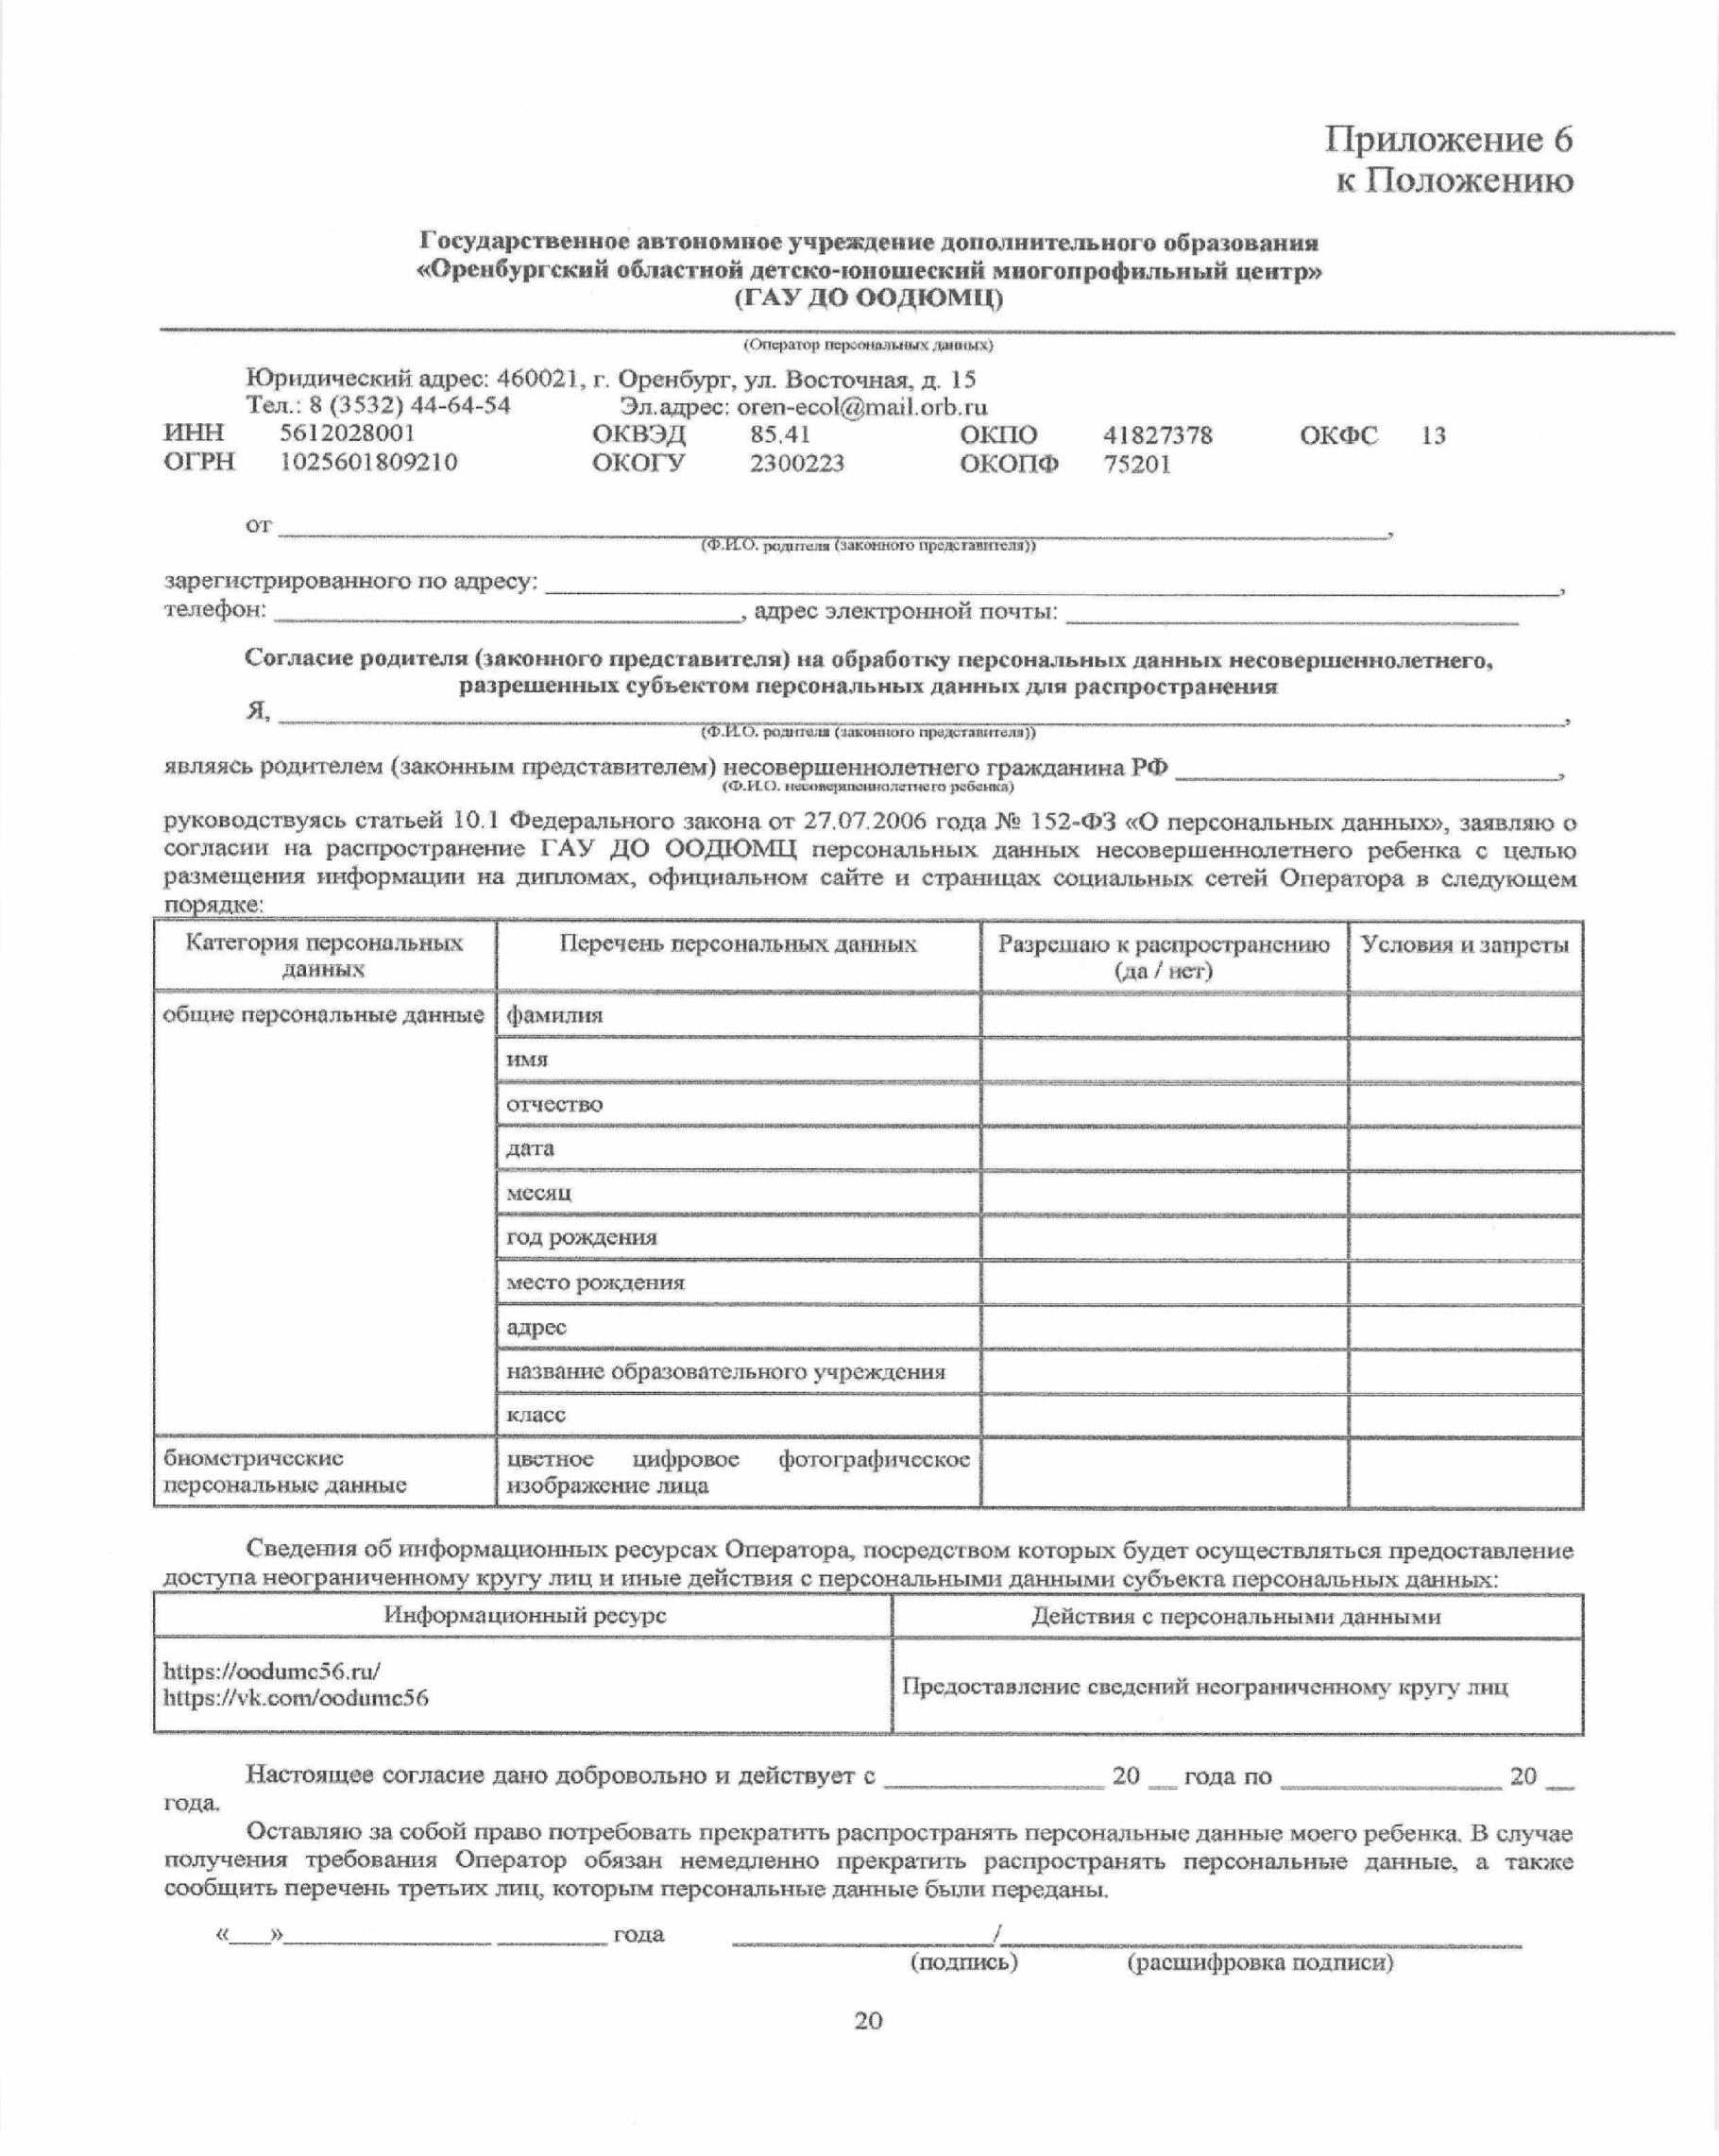 Приложение 6
к Положению
Государственное автономное учреждение дополнительного образования
«Оренбургский областной детско-юношеский многопрофильный центр»
(ГАУ ДО ООДЮМЦ)
(Оператор персональных данных)
Юридический адрес: 460021, г. Оренбург, ул. Восточная, д. 15
Тел.: 8 (3532) 44-64-54 Эл.адрес: oren-ecol@mail.orb.ru
ИНН 5612028001 ОКВЭД 85.41 ОКПО 41827378 ОКФС 13
ОГРН 1025601809210 ОКОГУ 2300223 ОКОПФ 75201
от ,
(Ф.И.О. родителя (законного представителя))
зарегистрированного по адресу: ,
телефон: , адрес электронной почты:
Согласие родителя (законного представителя) на обработку персональных данных несовершеннолетнего,
разрешенных субъектом персональных данных для распространения
Я, ,
(Ф.И.О. родителя (законного представителя))
являясь родителем (законным представителем) несовершеннолетнего гражданина РФ ,
(Ф.И.О. несовершеннолетнего ребенка)
руководствуясь статьей 10.1 Федерального закона от 27.07.2006 года № 152-ФЗ «О персональных данных», заявляю о
согласии на распространение ГАУ ДО ООДЮМЦ персональных данных несовершеннолетнего ребенка с целью
размещения информации на дипломах, официальном сайте и страницах социальных сетей Оператора в следующем
порядке:
Категория персональных данных Перечень персональных данных Разрешаю к распространению (да / нет) Условия и запреты
общие персональные данные фамилия
имя
отчество
дата
месяц
год рождения
место рождения
адрес
название образовательного учреждения
класс
биометрические персональные данные цветное цифровое фотографическое изображение лица
Сведения об информационных ресурсах Оператора, посредством которых будет осуществляться предоставление
доступа неограниченному кругу лиц и иные действия с персональными данными субъекта персональных данных:
Информационный ресурс Действия с персональными данными
https://oodumc56.ru/
https://vk.com/oodumc56
Предоставление сведений неограниченному кругу лиц
Настоящее согласие дано добровольно и действует с ________________ 20 __ года по ________________ 20 __
года.
Оставляю за собой право потребовать прекратить распространять персональные данные моего ребенка. В случае
получения требования Оператор обязан немедленно прекратить распространять персональные данные, а также
сообщить перечень третьих лиц, которым персональные данные были переданы.
«___»_______________ ________ года ___________________/______________________________________
(подпись) (расшифровка подписи)
20